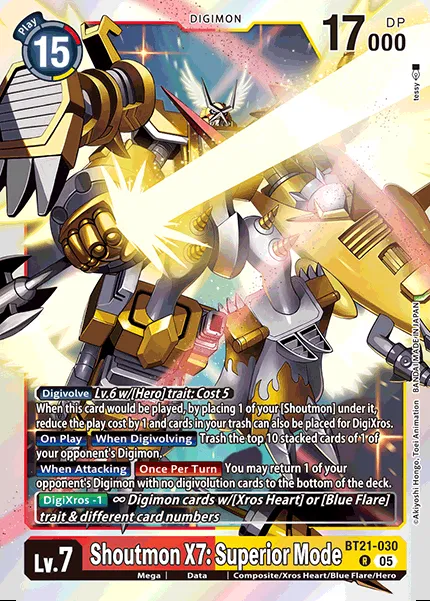 DIGIMON
Play
15
17000
DP
tessy
Digivolve Lv.6 w/[Hero] trait: Cost 5
When this card would be played, by placing 1 of your [Shoutmon] under it,
reduce the play cost by 1 and cards in your trash can also be placed for DigiXros.
On Play When Digivolving Trash the top 10 stacked cards of 1 of
your opponent's Digimon.
When Attacking Once Per Turn You may return 1 of your
opponent's Digimon with no digivolution cards to the bottom of the deck.
DigiXros -1 ∞ Digimon cards w/[Xros Heart] or [Blue Flare]
trait & different card numbers
©Akiyoshi Hongo, Toei Animation BANDAI MADE IN JAPAN
Lv.7
Shoutmon X7: Superior Mode
BT21-030
R 05
Mega Data Composite/Xros Heart/Blue Flare/Hero